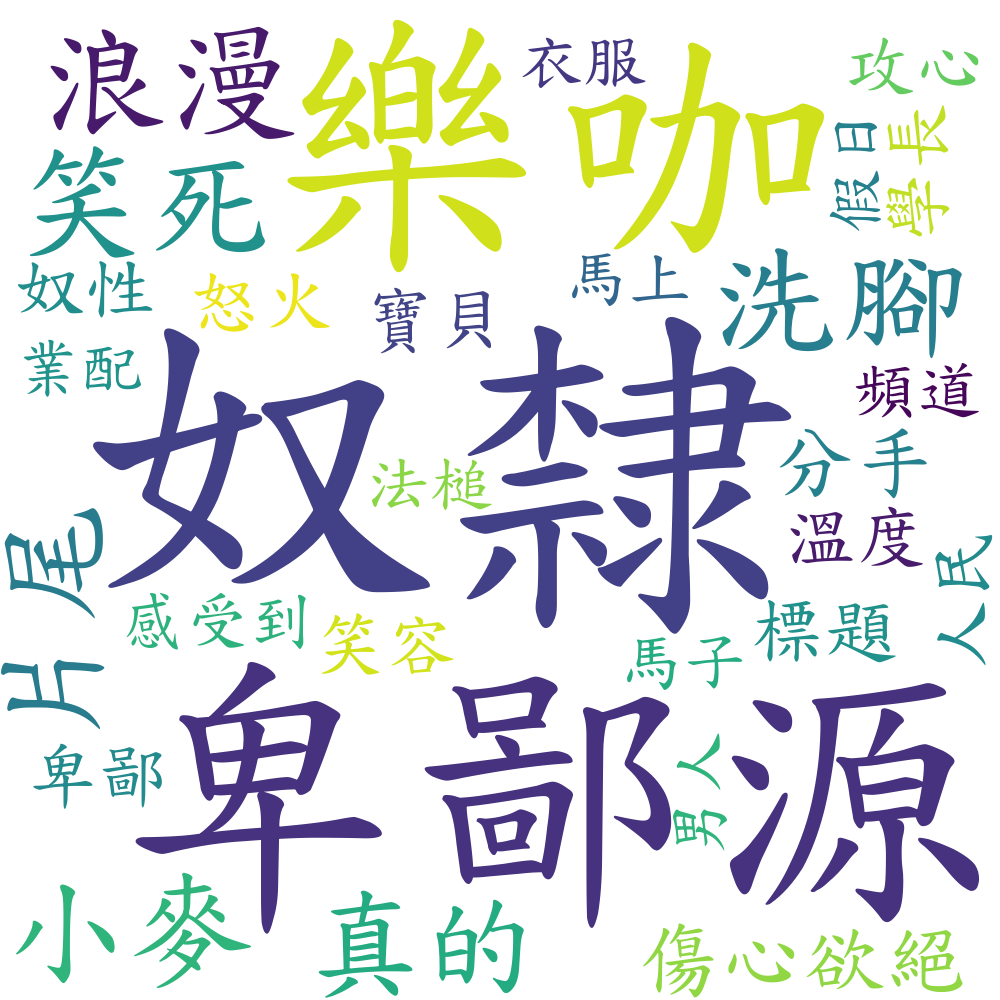 浪漫
樂咖
衣服
攻心
笑死
假日
學長
奴性
怒火
寶貝
馬上
洗腳
業配
奴隸
頻道
法槌
分手
溫度
片尾
感受到
笑容
馬子
標題
人民
卑鄙
卑鄙源
男人
小麥
真的
傷心欲絕